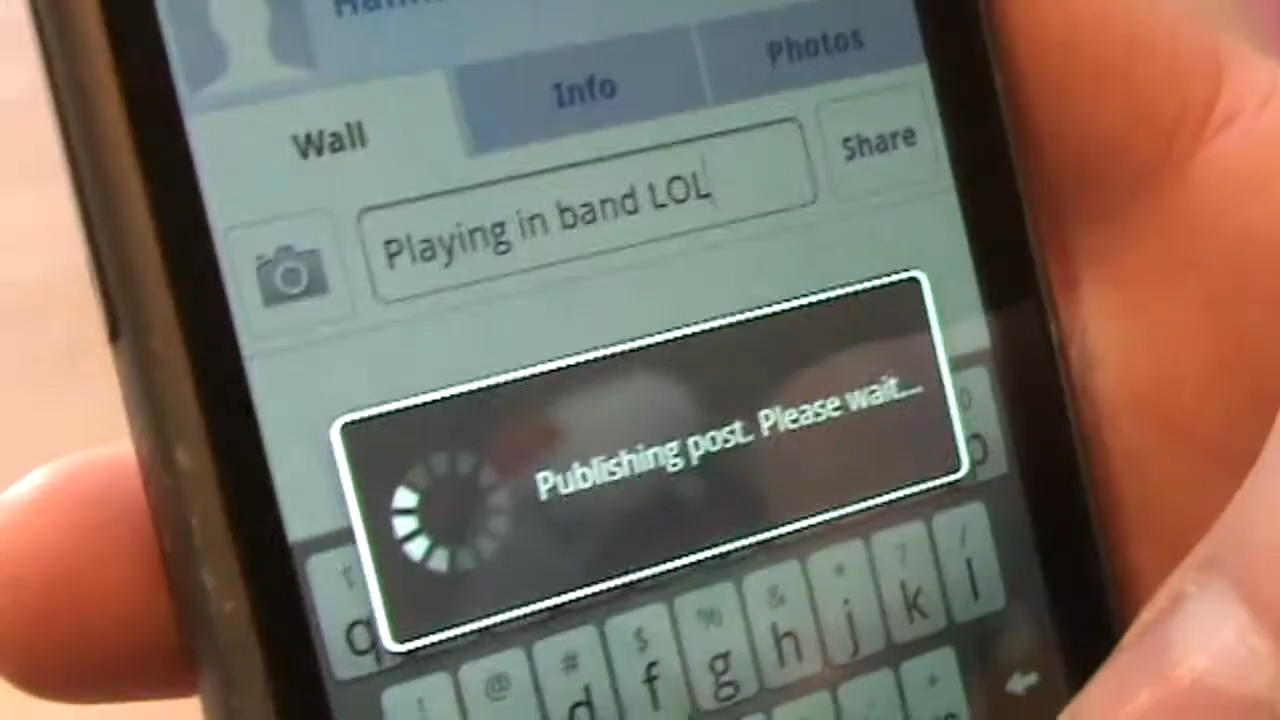 Wall
Info
Photos
Playing in band LOL
Share
Publishing post. Please wait...
q
! @ # $ % & * ? /
d f g h j k l